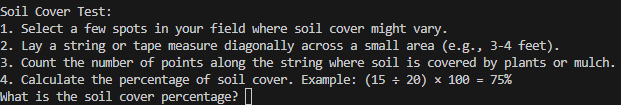 Soil Cover Test:
1. Select a few spots in your field where soil cover might vary.
2. Lay a string or tape measure diagonally across a small area (e.g., 3-4 feet).
3. Count the number of points along the string where soil is covered by plants or mulch.
4. Calculate the percentage of soil cover. Example: (15 ÷ 20) × 100 = 75%
What is the soil cover percentage?